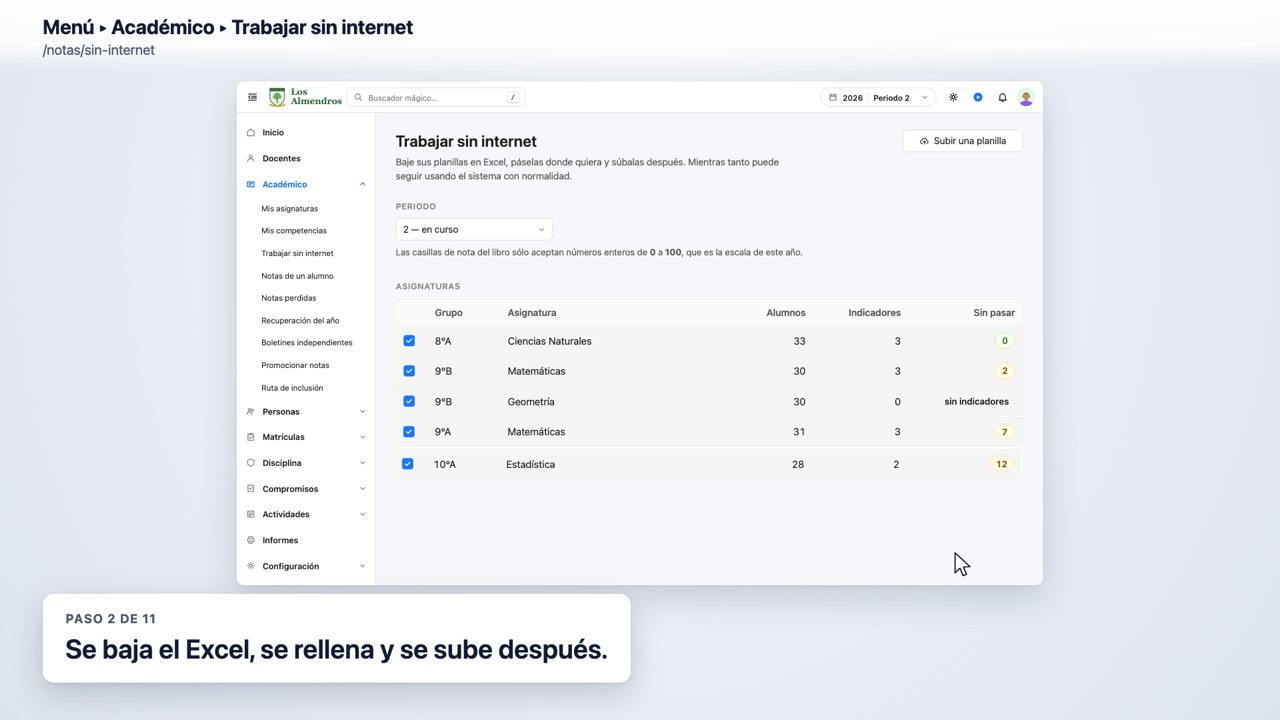 Menú ▸ Académico ▸ Trabajar sin internet
/notas/sin-internet
Los Almendros
Buscador mágico...
/
2026 Periodo 2
Inicio
Docentes
Académico
Mis asignaturas
Mis competencias
Trabajar sin internet
Notas de un alumno
Notas perdidas
Recuperación del año
Boletines independientes
Promocionar notas
Ruta de inclusión
Personas
Matrículas
Disciplina
Compromisos
Actividades
Informes
Configuración
Trabajar sin internet
Subir una planilla
Baje sus planillas en Excel, páselas donde quiera y súbalas después. Mientras tanto puede
seguir usando el sistema con normalidad.
PERIODO
2 — en curso
Las casillas de nota del libro sólo aceptan números enteros de 0 a 100, que es la escala de este año.
ASIGNATURAS
Grupo Asignatura Alumnos Indicadores Sin pasar
8°A Ciencias Naturales 33 3 0
9°B Matemáticas 30 3 2
9°B Geometría 30 0 sin indicadores
9°A Matemáticas 31 3 7
10°A Estadística 28 2 12
PASO 2 DE 11
Se baja el Excel, se rellena y se sube después.